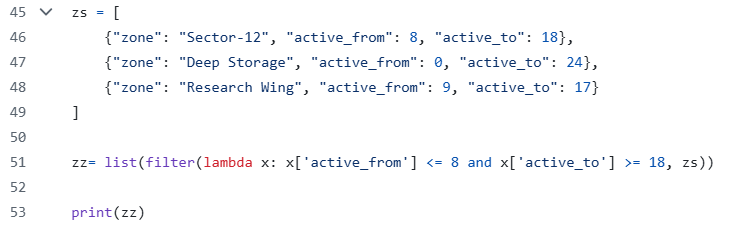 45 zs = [
46     {"zone": "Sector-12", "active_from": 8, "active_to": 18},
47     {"zone": "Deep Storage", "active_from": 0, "active_to": 24},
48     {"zone": "Research Wing", "active_from": 9, "active_to": 17}
49 ]
50
51 zz= list(filter(lambda x: x['active_from'] <= 8 and x['active_to'] >= 18, zs))
52
53 print(zz)